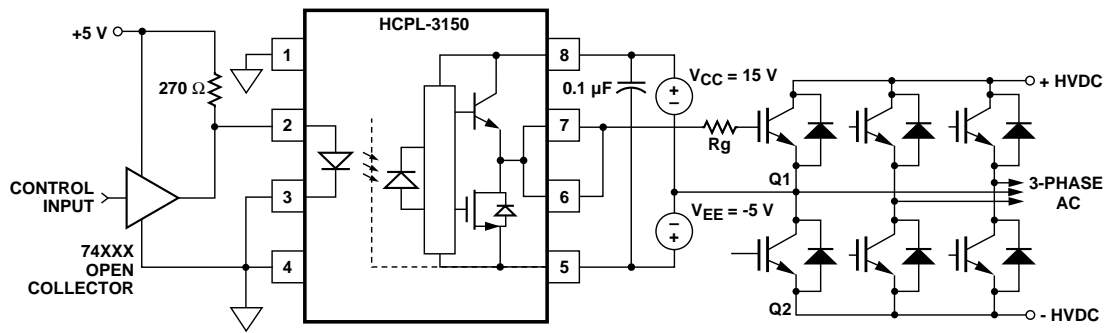 HCPL-3150
+5 V
270 Ω
1
2
3
4
8
7
6
5
0.1 µF
VCC = 15 V
+
−
VEE = -5 V
−
+
Rg
Q1
Q2
+ HVDC
3-PHASE
AC
- HVDC
CONTROL
INPUT
74XXX
OPEN
COLLECTOR